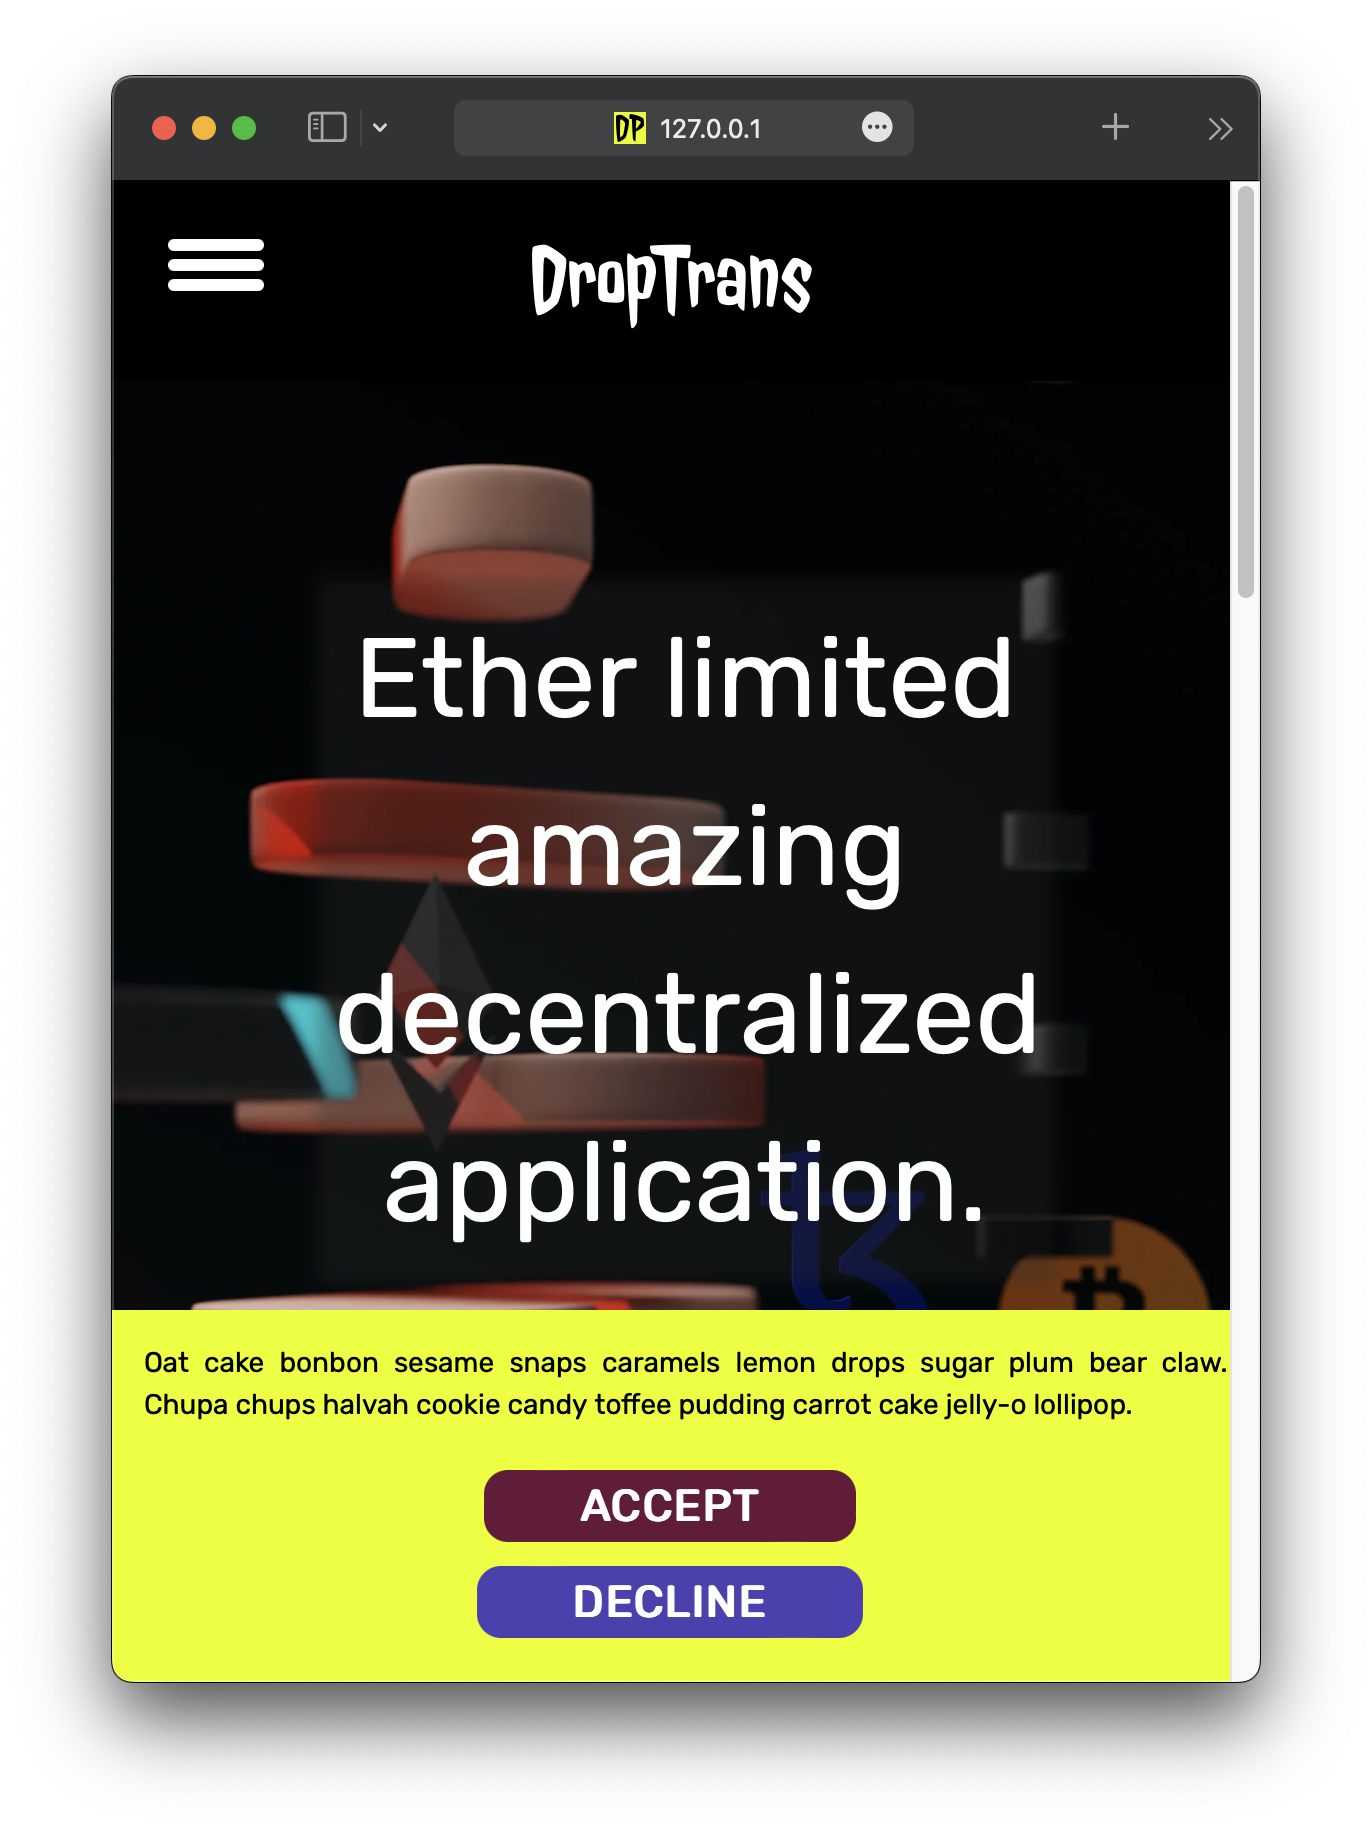 DP 127.0.0.1
DropTrans
Ether limited
amazing
decentralized
application.
Oat cake bonbon sesame snaps caramels lemon drops sugar plum bear claw.
Chupa chups halvah cookie candy toffee pudding carrot cake jelly-o lollipop.
ACCEPT
DECLINE